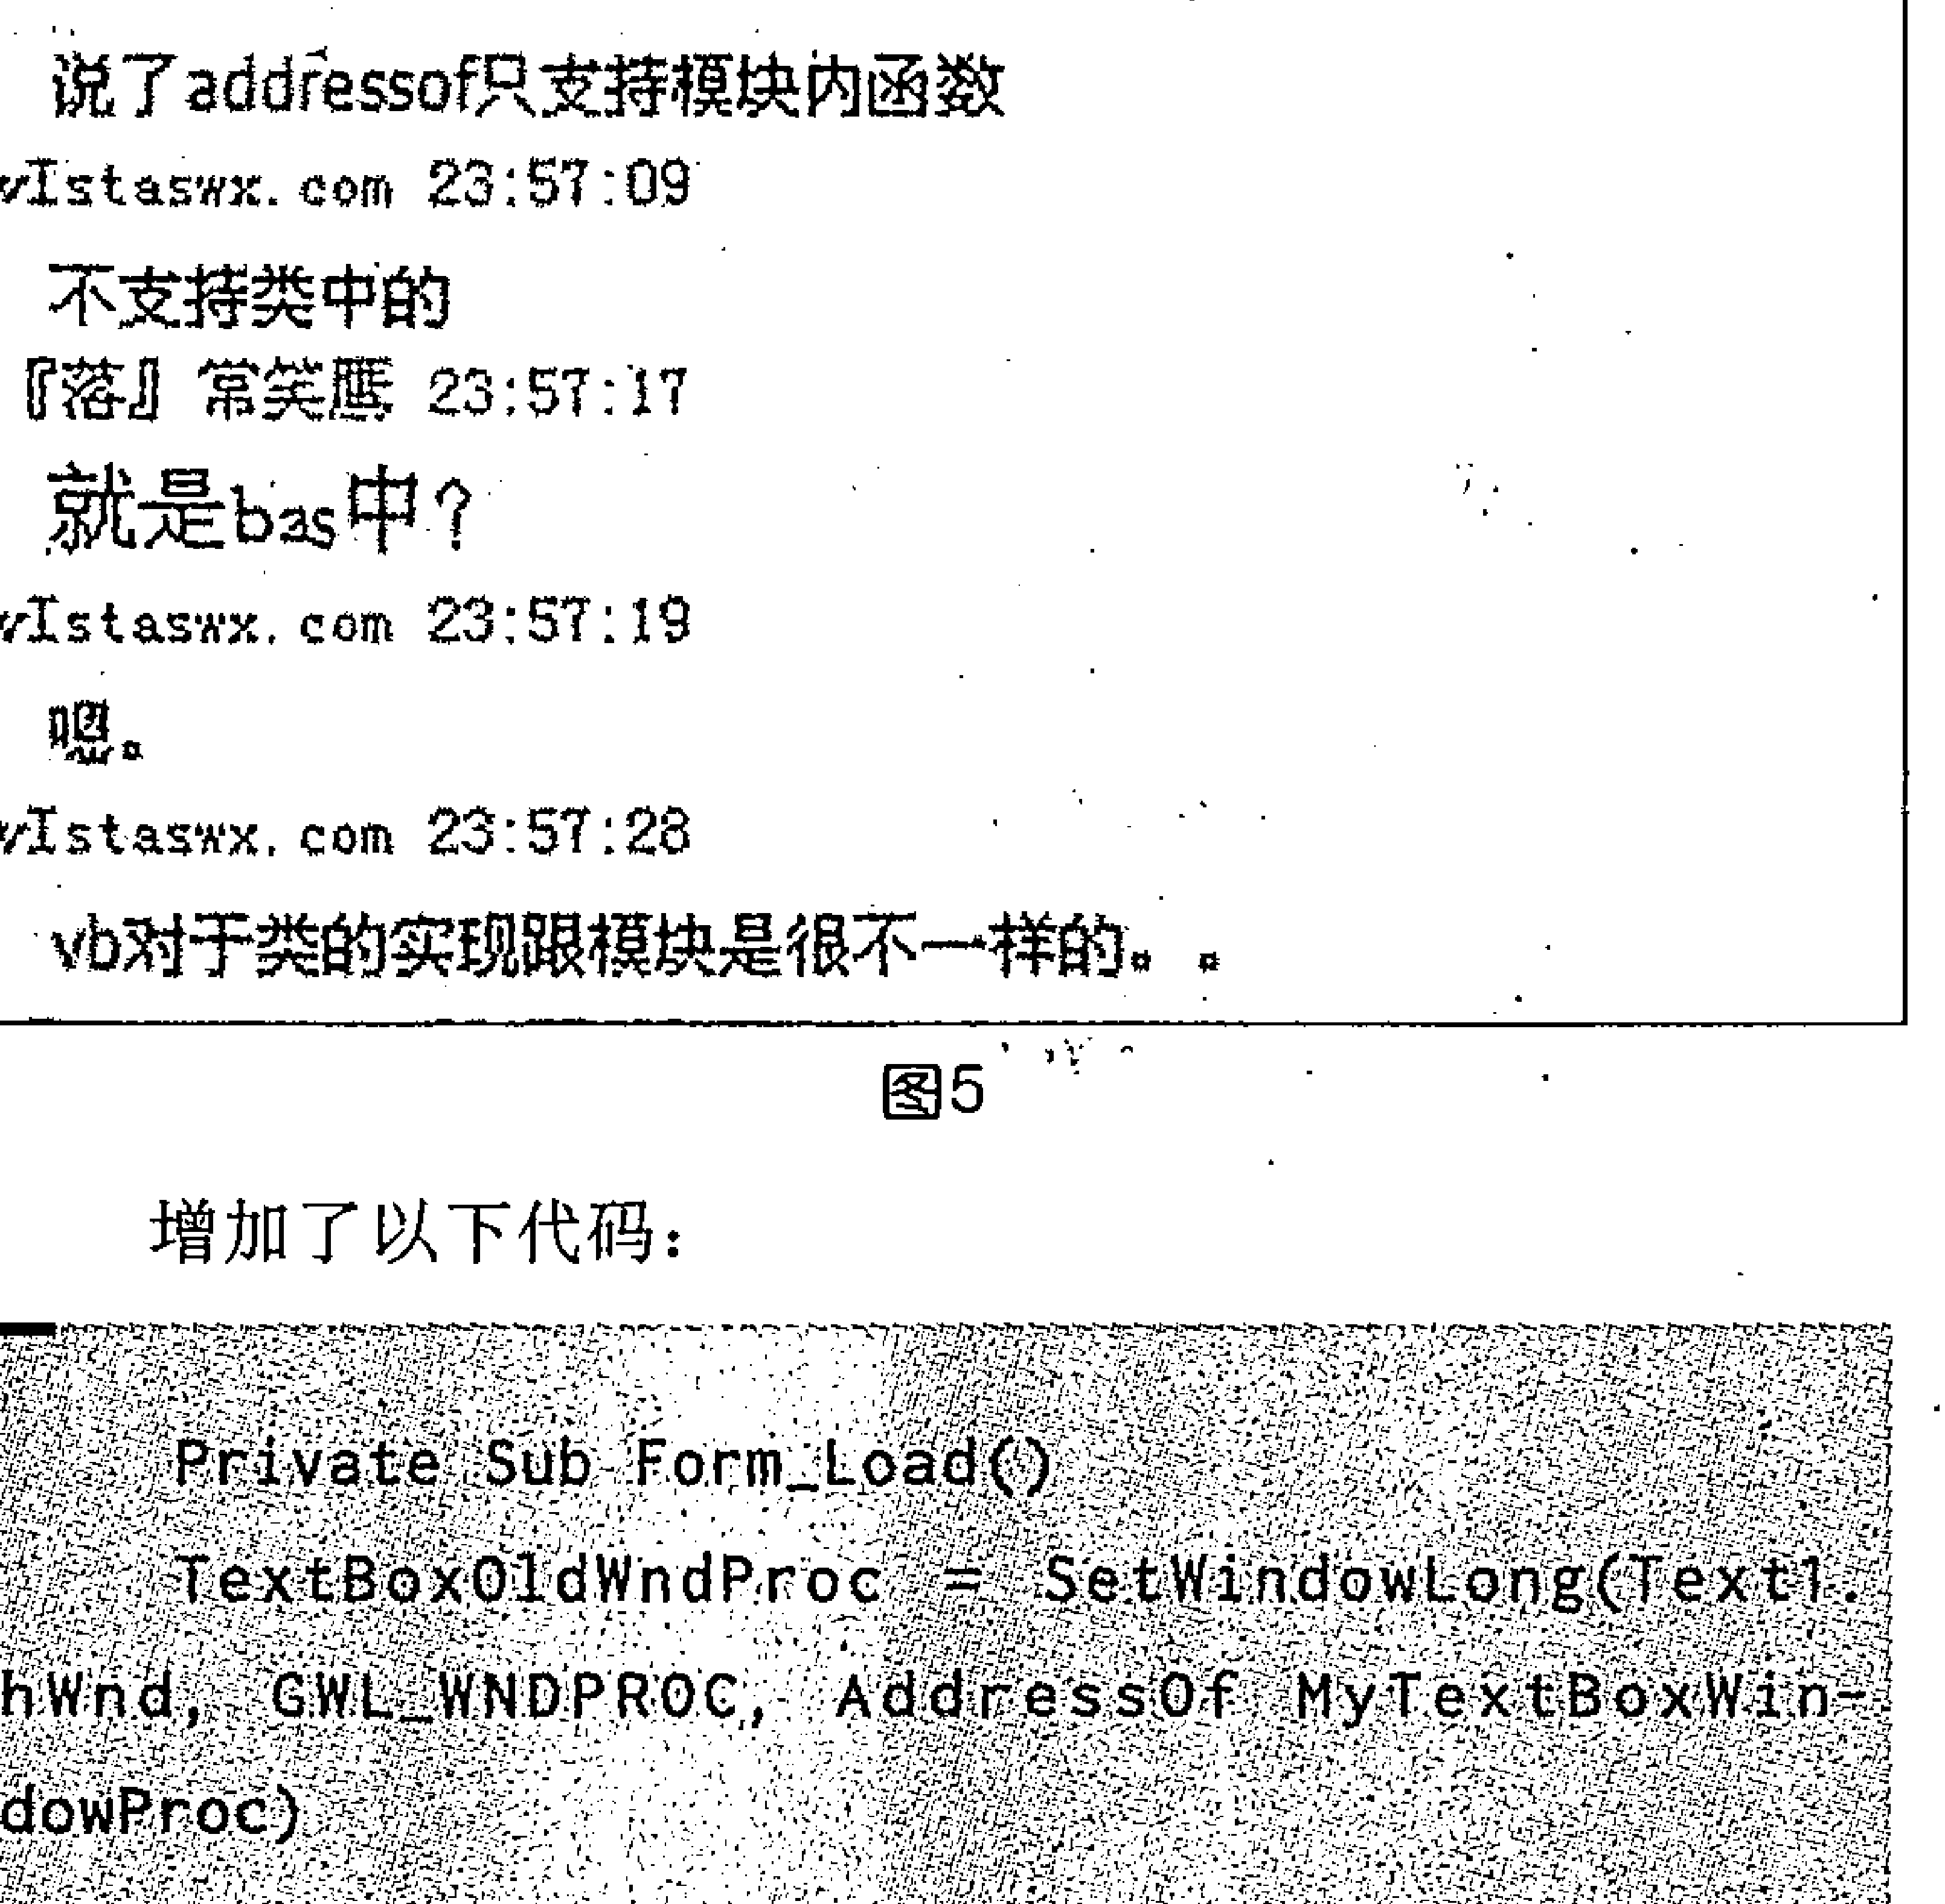 说了addressof只支持模块内函数
vIstaswx.com 23:57:09
不支持类中的
『落』常笑 23:57:17
就是bas中?
vIstaswx.com 23:57:19
嗯。
vIstaswx.com 23:57:28
vb对于类的实现跟模块是很不一样的。。
图5
增加了以下代码:
Private Sub Form_Load()
TextBoxOldWndProc = SetWindowLong(Text1.
hWnd, GWL_WNDPROC, AddressOf MyTextBoxWin-
dowProc)